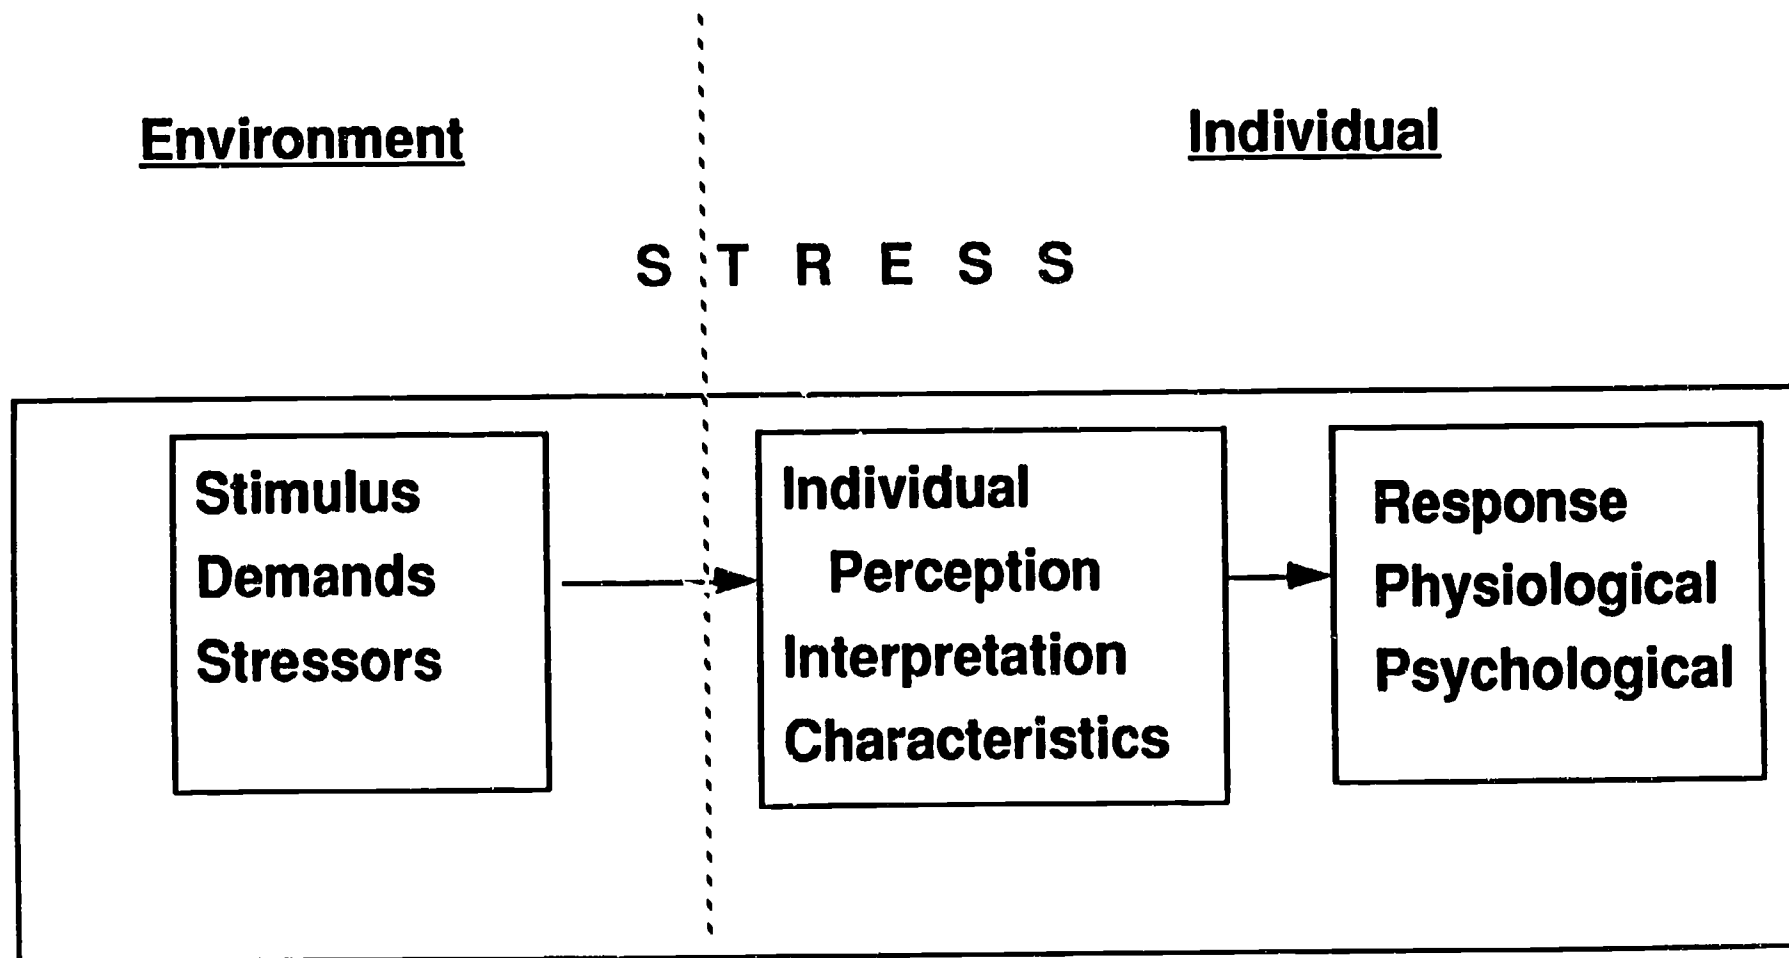 Environment
Individual
S T R E S S
Stimulus
Demands
Stressors
Individual
Perception
Interpretation
Characteristics
Response
Physiological
Psychological